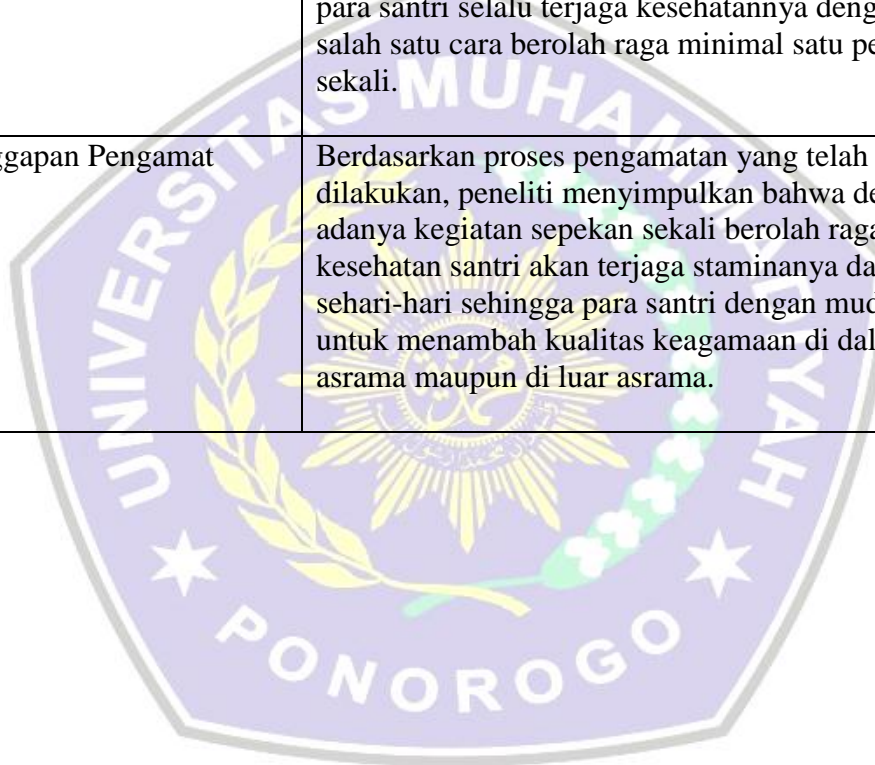 para santri selalu terjaga kesehatannya deng
salah satu cara berolah raga minimal satu pe
sekali.
ggapan Pengamat
Berdasarkan proses pengamatan yang telah
dilakukan, peneliti menyimpulkan bahwa de
adanya kegiatan sepekan sekali berolah raga
kesehatan santri akan terjaga staminanya da
sehari-hari sehingga para santri dengan mud
untuk menambah kualitas keagamaan di dal
asrama maupun di luar asrama.
UNIVERSITAS MUHAMMADIYAH
PONOROGO